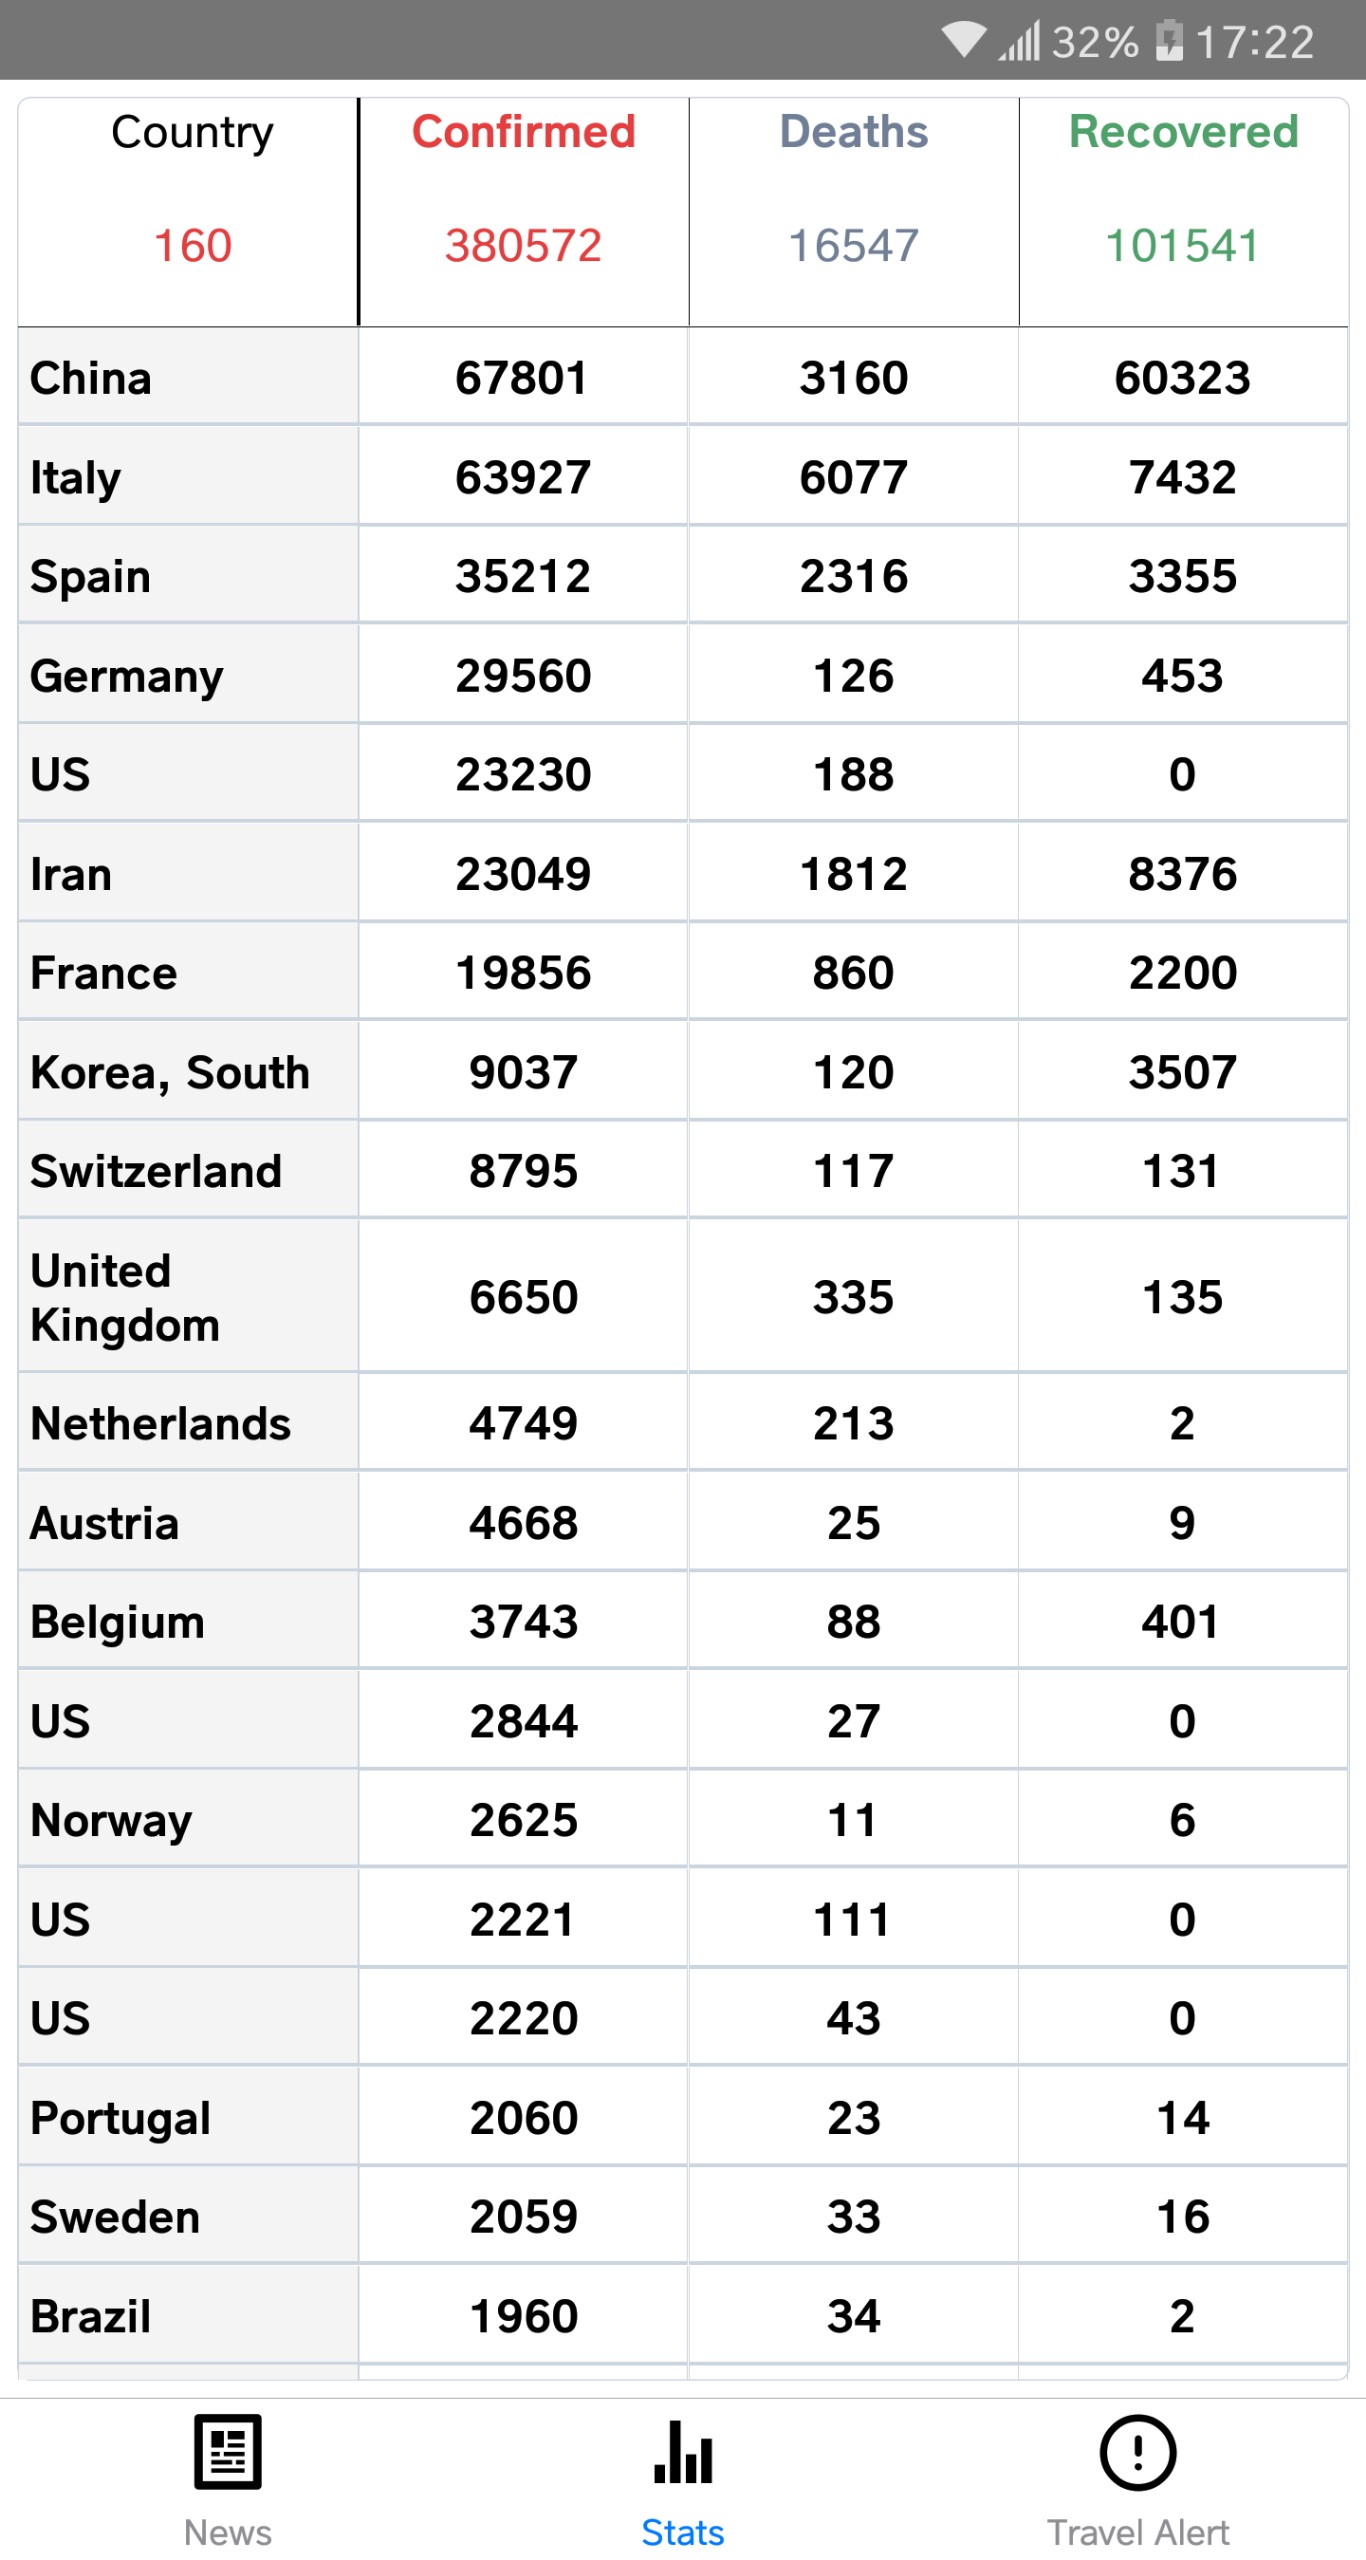 32% 17:22
Country Confirmed Deaths Recovered
160 380572 16547 101541
China 67801 3160 60323
Italy 63927 6077 7432
Spain 35212 2316 3355
Germany 29560 126 453
US 23230 188 0
Iran 23049 1812 8376
France 19856 860 2200
Korea, South 9037 120 3507
Switzerland 8795 117 131
United
Kingdom 6650 335 135
Netherlands 4749 213 2
Austria 4668 25 9
Belgium 3743 88 401
US 2844 27 0
Norway 2625 11 6
US 2221 111 0
US 2220 43 0
Portugal 2060 23 14
Sweden 2059 33 16
Brazil 1960 34 2
News Stats Travel Alert